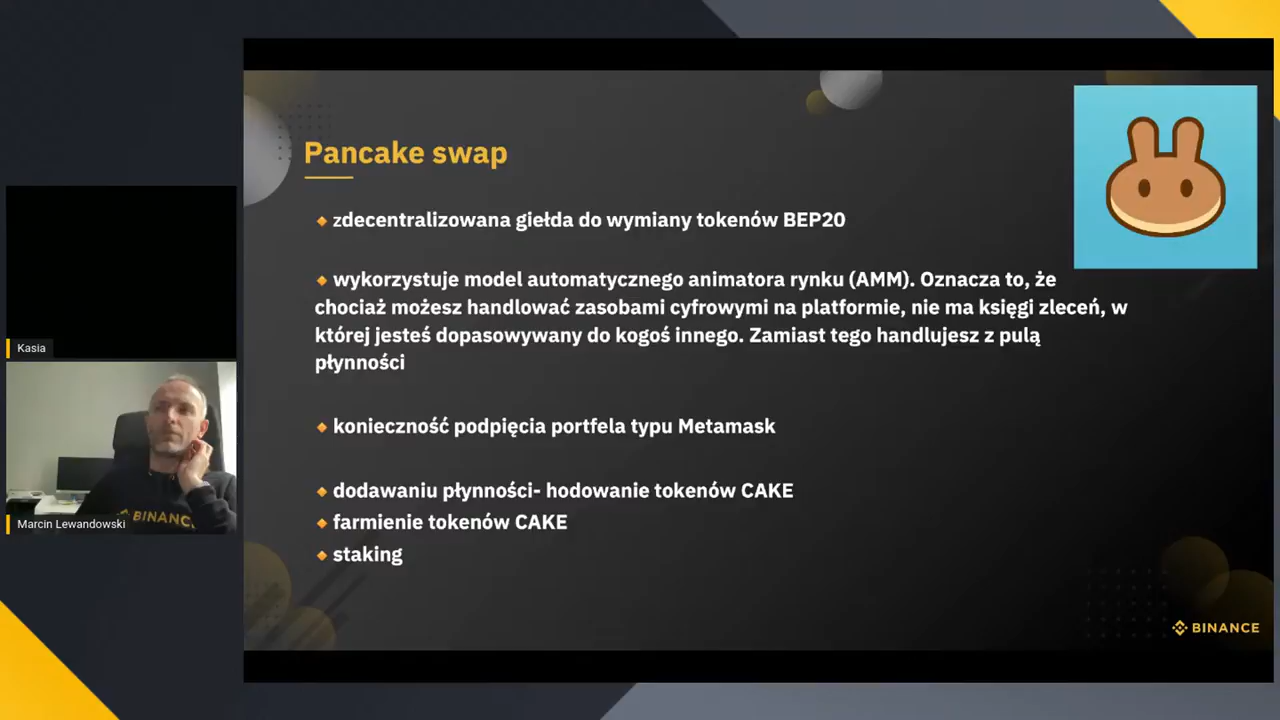 Pancake swap
zdecentralizowana giełda do wymiany tokenów BEP20
wykorzystuje model automatycznego animatora rynku (AMM). Oznacza to, że
chociaż możesz handlować zasobami cyfrowymi na platformie, nie ma księgi zleceń, w
której jesteś dopasowywany do kogoś innego. Zamiast tego handlujesz z pulą
płynności
konieczność podpięcia portfela typu Metamask
dodawaniu płynności- hodowanie tokenów CAKE
farmienie tokenów CAKE
staking
BINANCE
Kasia
BINANCE
Marcin Lewandowski